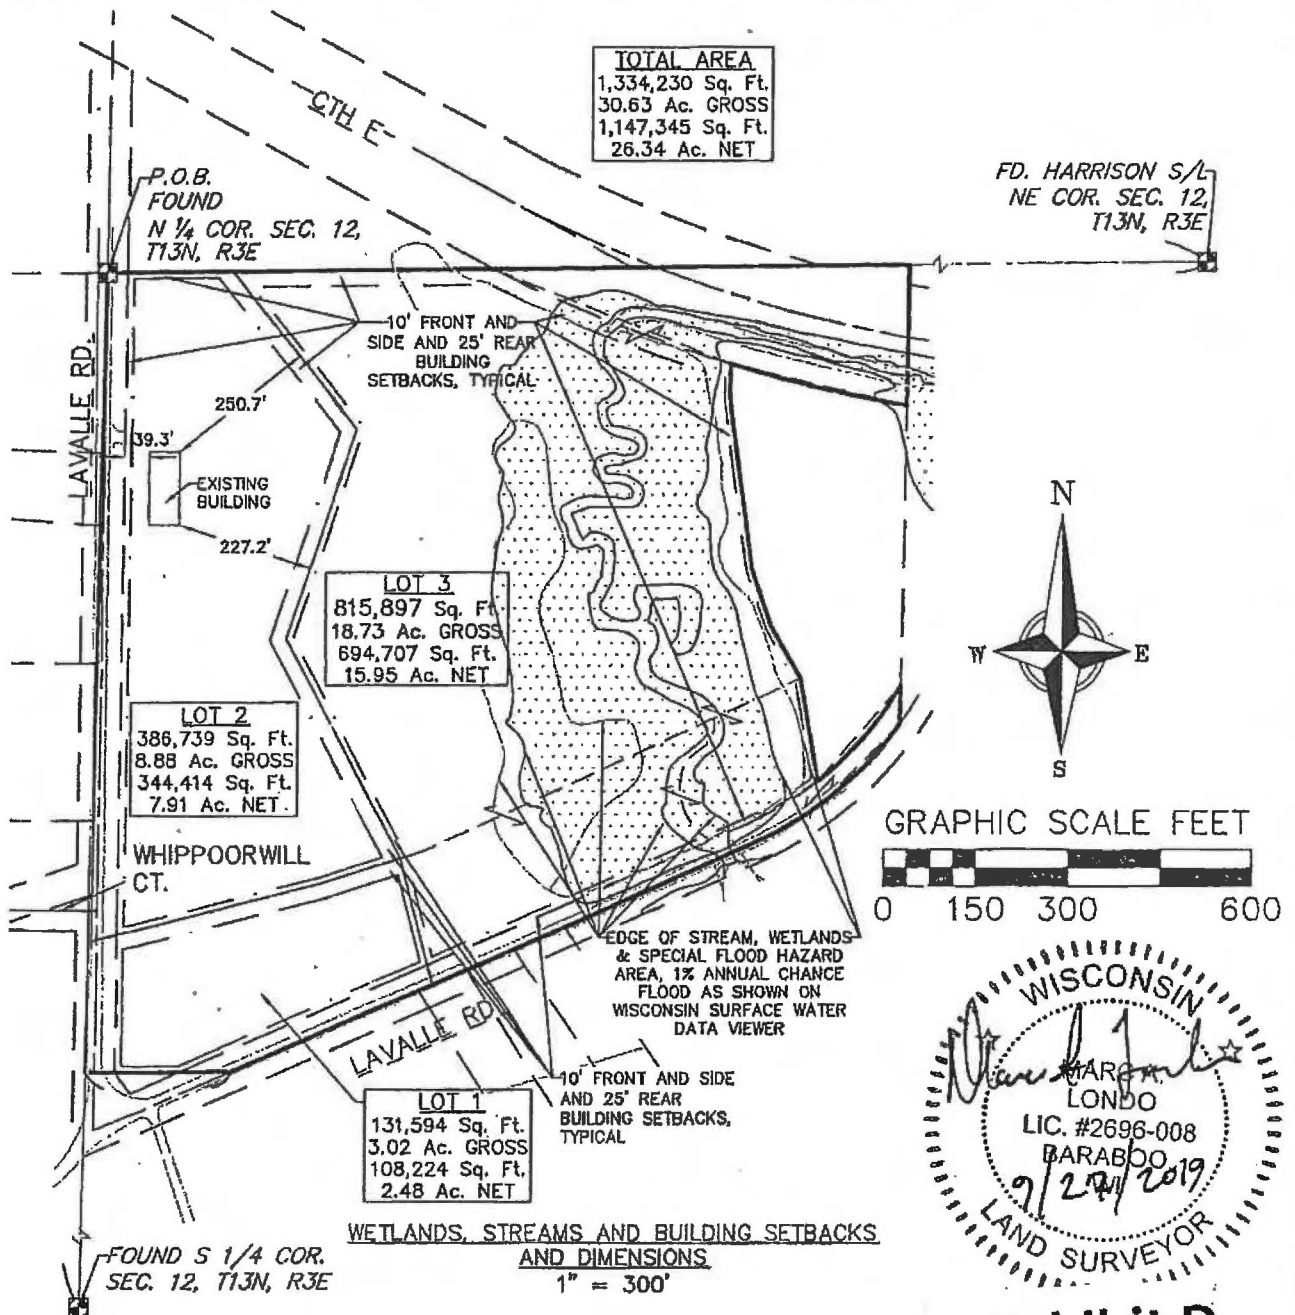 TOTAL AREA
1,334,230 Sq. Ft.
30.63 Ac. GROSS
1,147,345 Sq. Ft.
26.34 Ac. NET
CTH E
P.O.B.
FOUND
N 1/4 COR. SEC. 12,
T13N, R3E
FD. HARRISON S/L
NE COR. SEC. 12,
T13N, R3E
10' FRONT AND
SIDE AND 25' REAR
BUILDING
SETBACKS, TYPICAL
LAVALLE RD.
250.7'
39.3'
EXISTING
BUILDING
227.2'
N
W
E
S
LOT 3
815,897 Sq. Ft.
18.73 Ac. GROSS
694,707 Sq. Ft.
15.95 Ac. NET
LOT 2
386,739 Sq. Ft.
8.88 Ac. GROSS
344,414 Sq. Ft.
7.91 Ac. NET
WHIPPOORWILL
CT.
GRAPHIC SCALE FEET
0 150 300 600
EDGE OF STREAM, WETLANDS
& SPECIAL FLOOD HAZARD
AREA, 1% ANNUAL CHANCE
FLOOD AS SHOWN ON
WISCONSIN SURFACE WATER
DATA VIEWER
LAVALLE RD
10' FRONT AND SIDE
AND 25' REAR
BUILDING SETBACKS,
TYPICAL
LOT 1
131,594 Sq. Ft.
3.02 Ac. GROSS
108,224 Sq. Ft.
2.48 Ac. NET
WISCONSIN
LONDO
LIC. #2696-008
BARABOO,
2019
LAND SURVEYOR
FOUND S 1/4 COR.
SEC. 12, T13N, R3E
WETLANDS, STREAMS AND BUILDING SETBACKS
AND DIMENSIONS
1" = 300'